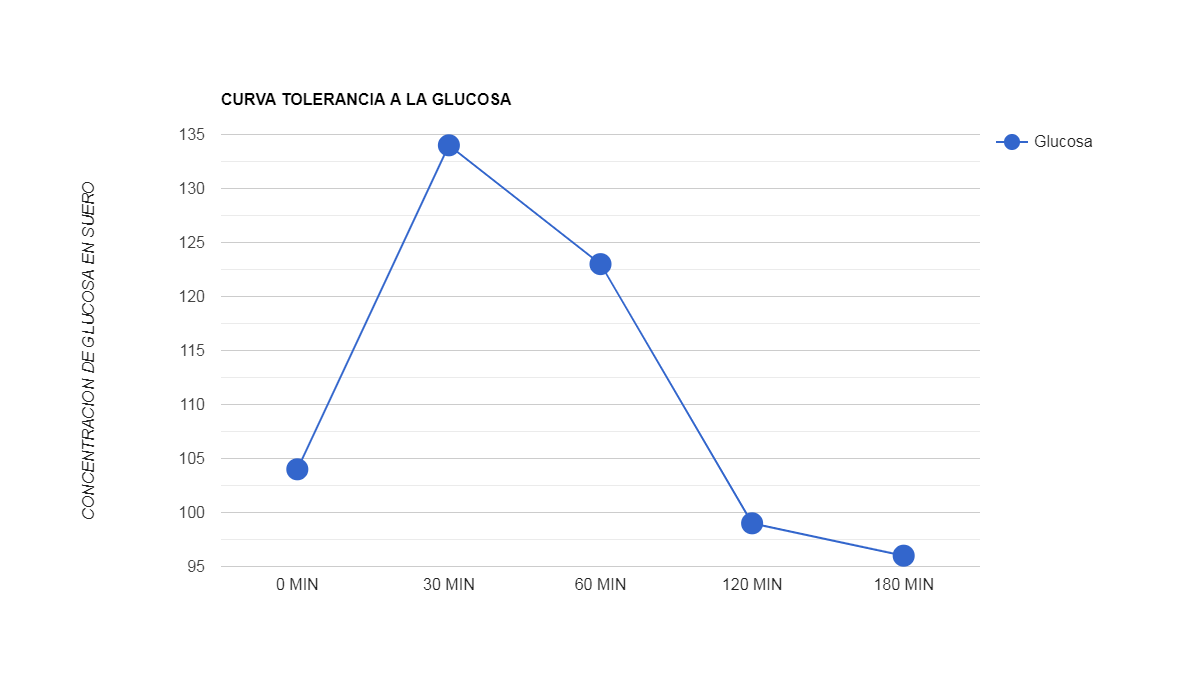 CURVA TOLERANCIA A LA GLUCOSA
Glucosa
CONCENTRACION DE GLUCOSA EN SUERO
135
130
125
120
115
110
105
100
95
0 MIN 30 MIN 60 MIN 120 MIN 180 MIN